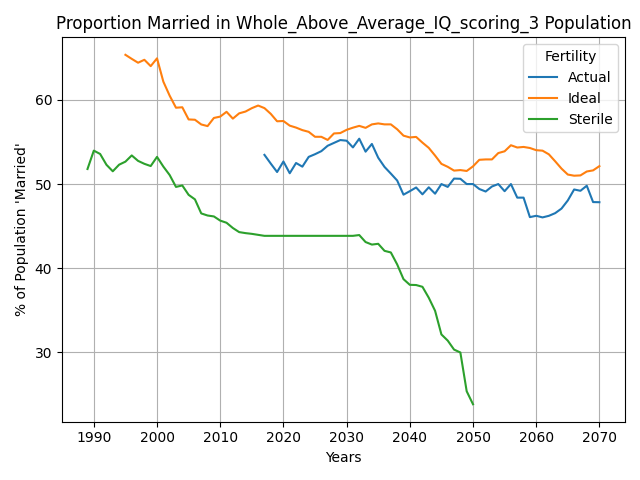 Proportion Married in Whole_Above_Average_IQ_scoring_3 Population
Fertility
Actual
Ideal
Sterile
% of Population 'Married'
60
50
40
30
1990 2000 2010 2020 2030 2040 2050 2060 2070
Years